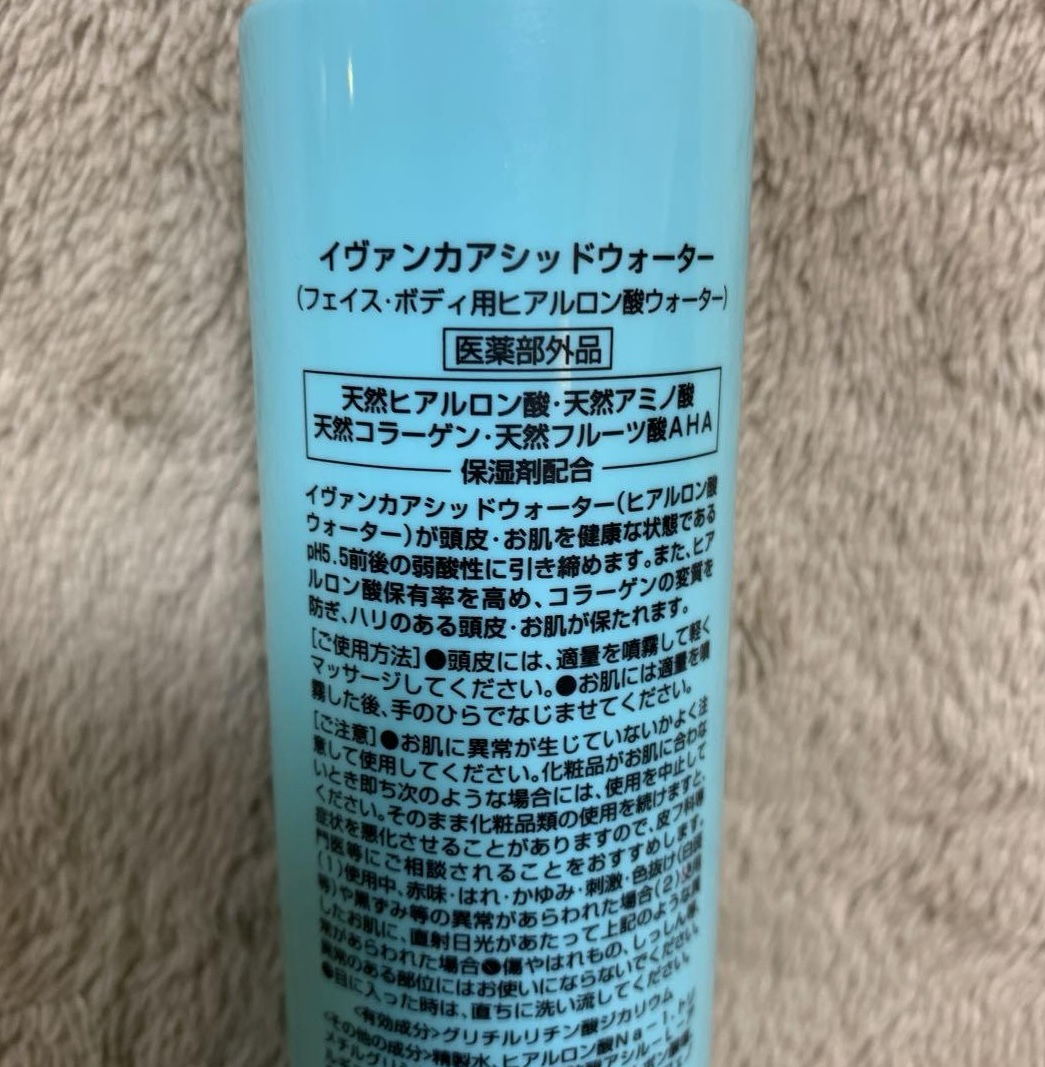 イヴァンカアシッドウォーター
(フェイス・ボディ用ヒアルロン酸ウォーター)
医薬部外品
天然ヒアルロン酸・天然アミノ酸
天然コラーゲン・天然フルーツ酸AHA
保湿剤配合
イヴァンカアシッドウォーター(ヒアルロン酸
ウォーター)が頭皮・お肌を健康な状態である
pH5.5前後の弱酸性に引き締めます。また、ヒア
ルロン酸保有率を高め、コラーゲンの変質を
防ぎ、ハリのある頭皮・お肌が保たれます。
[ご使用方法]●頭皮には、適量を噴霧して軽く
マッサージしてください。●お肌には適量を噴
霧した後、手のひらでなじませてください。
[ご注意]●お肌に異常が生じていないかよく注
意して使用してください。化粧品がお肌に合わな
いとき即ち次のような場合には、使用を中止して
ください。そのまま化粧品類の使用を続けますと、
症状を悪化させることがありますので、皮フ科専
門医等にご相談されることをおすすめします。
(1)使用中、赤味・はれ・かゆみ・刺激・色抜け(白斑
等)や黒ずみ等の異常があらわれた場合(2)使用
したお肌に、直射日光があたって上記のような異
常があらわれた場合●傷やはれもの、しっしん等、
異常のある部位にはお使いにならないでください。
●目に入った時は、直ちに洗い流してください。
<有効成分>グリチルリチン酸ジカリウム
<その他の成分>精製水、ヒアルロン酸Na-1、トリ
メチルグリ